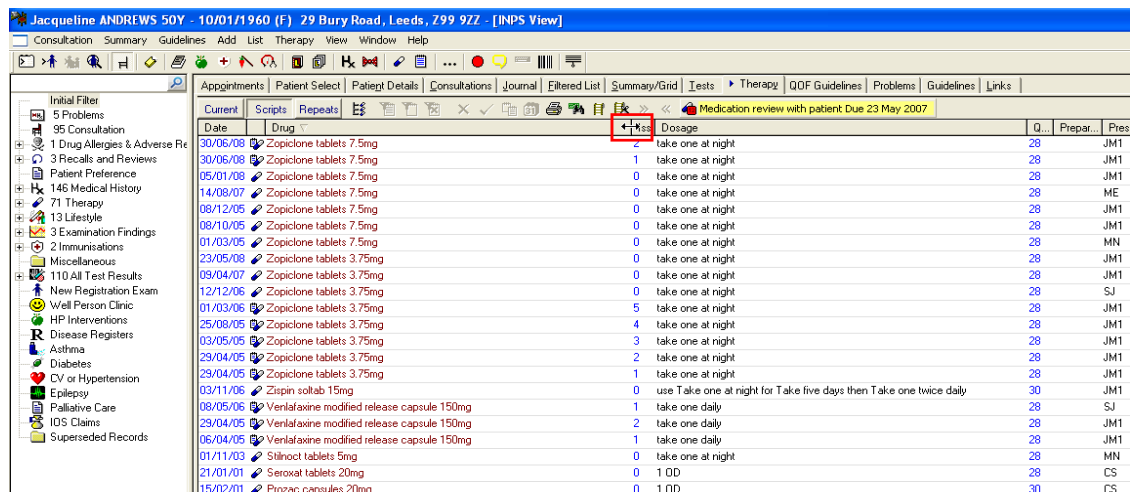 Jacqueline ANDREWS 50Y - 10/01/1960 (F) 29 Bury Road, Leeds, Z99 9ZZ - [INPS View]
Consultation Summary Guidelines Add List Therapy View Window Help
Appointments Patient Select Patient Details Consultations Journal Filtered List Summary/Grid Tests Therapy QOF Guidelines Problems Guidelines Links
Current Scripts Repeats Medication review with patient Due 23 May 2007
Initial Filter
5 Problems
95 Consultation
1 Drug Allergies & Adverse Re
3 Recalls and Reviews
Patient Preference
146 Medical History
71 Therapy
13 Lifestyle
3 Examination Findings
2 Immunisations
Miscellaneous
110 All Test Results
New Registration Exam
Well Person Clinic
HP Interventions
Disease Registers
Asthma
Diabetes
CV or Hypertension
Epilepsy
Palliative Care
IOS Claims
Superseded Records
Date Drug Dosage Q... Prepar... Pres
30/06/08 Zopiclone tablets 7.5mg 2 take one at night 28 JM1
30/06/08 Zopiclone tablets 7.5mg 1 take one at night 28 JM1
05/01/08 Zopiclone tablets 7.5mg 0 take one at night 28 JM1
14/08/07 Zopiclone tablets 7.5mg 0 take one at night 28 ME
08/12/05 Zopiclone tablets 7.5mg 0 take one at night 28 JM1
08/10/05 Zopiclone tablets 7.5mg 0 take one at night 28 JM1
01/03/05 Zopiclone tablets 7.5mg 0 take one at night 28 MN
23/05/08 Zopiclone tablets 3.75mg 0 take one at night 28 JM1
09/04/07 Zopiclone tablets 3.75mg 0 take one at night 28 JM1
12/12/06 Zopiclone tablets 3.75mg 0 take one at night 28 SJ
01/03/06 Zopiclone tablets 3.75mg 5 take one at night 28 JM1
25/08/05 Zopiclone tablets 3.75mg 4 take one at night 28 JM1
03/05/05 Zopiclone tablets 3.75mg 3 take one at night 28 JM1
29/04/05 Zopiclone tablets 3.75mg 2 take one at night 28 JM1
29/04/05 Zopiclone tablets 3.75mg 1 take one at night 28 JM1
03/11/06 Zispin soltab 15mg 0 use Take one at night for Take five days then Take one twice daily 30 JM1
08/05/06 Venlafaxine modified release capsule 150mg 1 take one daily 28 SJ
29/04/05 Venlafaxine modified release capsule 150mg 2 take one daily 28 JM1
06/04/05 Venlafaxine modified release capsule 150mg 1 take one daily 28 JM1
01/11/03 Stilnoct tablets 5mg 0 take one at night 28 MN
21/01/01 Seroxat tablets 20mg 0 1 OD 28 CS
15/02/01 Prozac capsules 20mg 0 1 OD 30 CS